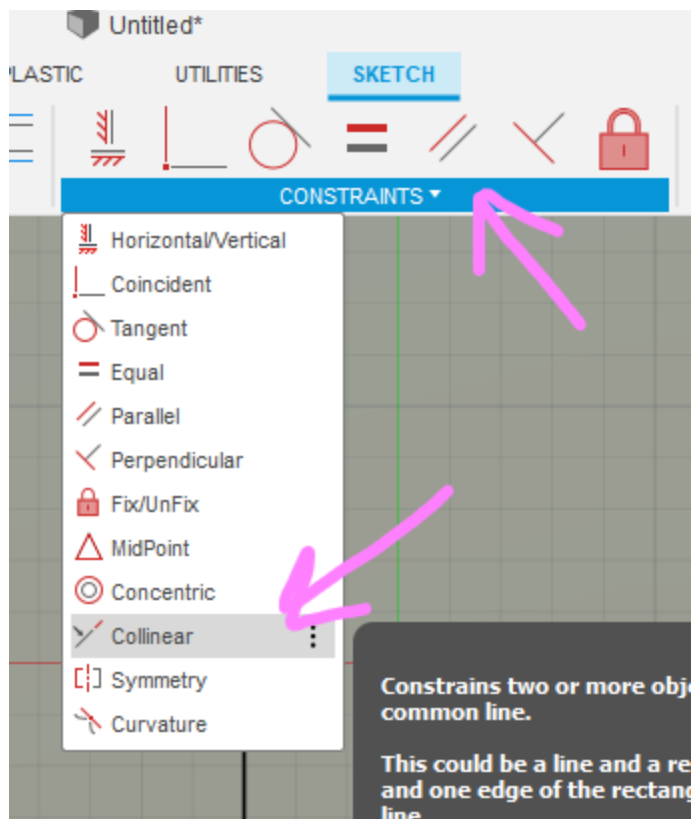 Untitled*
PLASTIC UTILITIES SKETCH
CONSTRAINTS
Horizontal/Vertical
Coincident
Tangent
Equal
Parallel
Perpendicular
Fix/UnFix
MidPoint
Concentric
Collinear
Symmetry
Curvature
Constrains two or more obje
common line.
This could be a line and a re
and one edge of the rectang
line